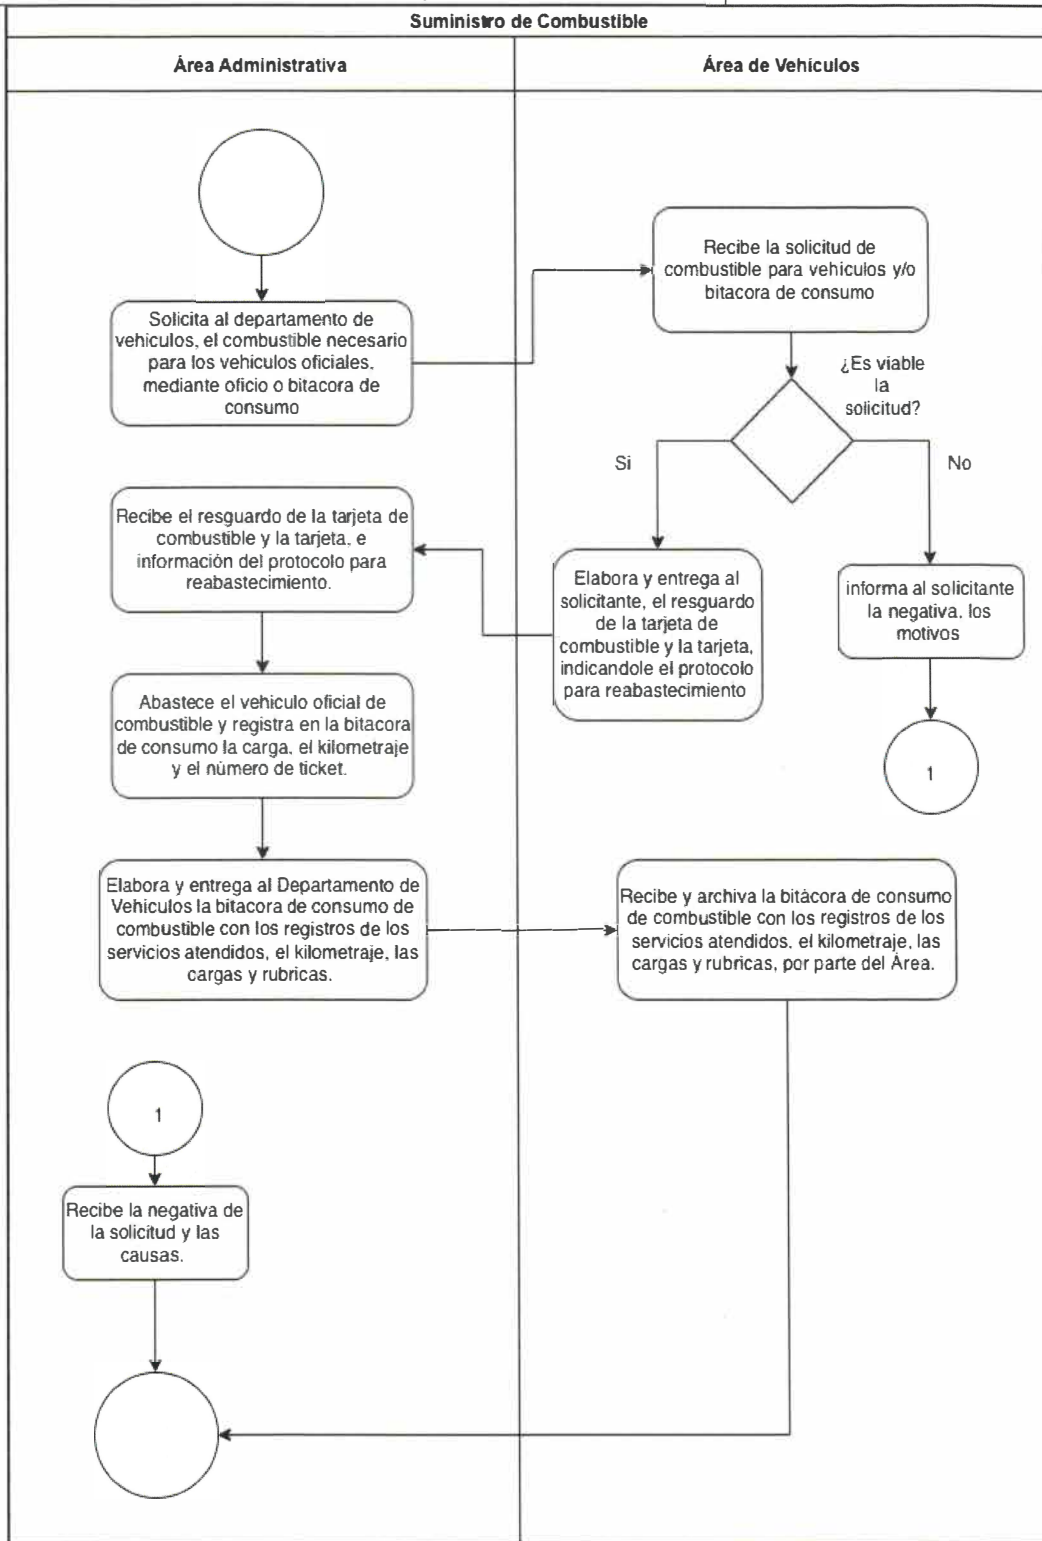 Suministro de Combustible
Área Administrativa
Área de Vehículos
Solicita al departamento de
vehiculos, el combustible necesario
para los vehiculos oficiales,
mediante oficio o bitacora de
consumo
Recibe la solicitud de
combustible para vehiculos y/o
bitacora de consumo
¿Es viable
la
solicitud?
Si
No
Recibe el resguardo de la tarjeta de
combustible y la tarjeta, e
información del protocolo para
reabastecimiento.
Elabora y entrega al
solicitante, el resguardo
de la tarjeta de
combustible y la tarjeta,
indicandole el protocolo
para reabastecimiento
informa al solicitante
la negativa, los
motivos
Abastece el vehiculo oficial de
combustible y registra en la bitacora
de consumo la carga, el kilometraje
y el número de ticket.
1
Elabora y entrega al Departamento de
Vehiculos la bitacora de consumo de
combustible con los registros de los
servicios atendidos, el kilometraje, las
cargas y rubricas.
Recibe y archiva la bitácora de consumo
de combustible con los registros de los
servicios atendidos, el kilometraje, las
cargas y rubricas, por parte del Área.
1
Recibe la negativa de
la solicitud y las
causas.